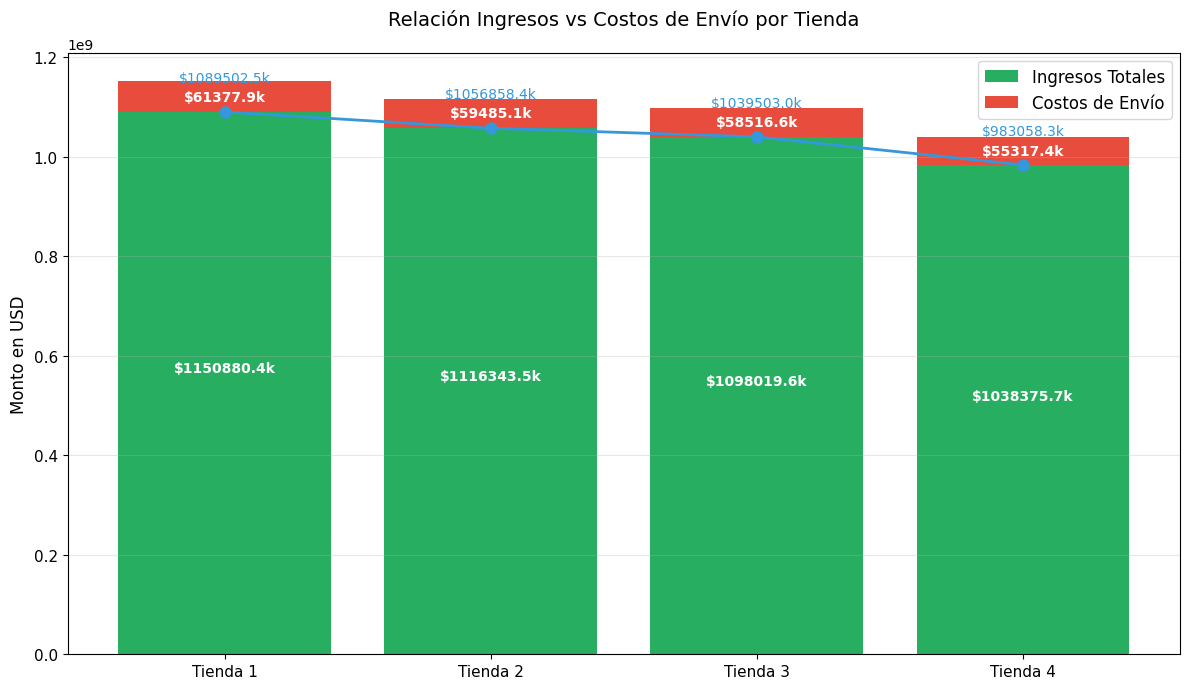 Relación Ingresos vs Costos de Envío por Tienda
1e9
1.2
1.0
0.8
0.6
0.4
0.2
0.0
Monto en USD
Ingresos Totales
Costos de Envío
$1089502.5k
$61377.9k
$1056858.4k
$59485.1k
$1039503.0k
$58516.6k
$983058.3k
$55317.4k
$1150880.4k
$1116343.5k
$1098019.6k
$1038375.7k
Tienda 1
Tienda 2
Tienda 3
Tienda 4